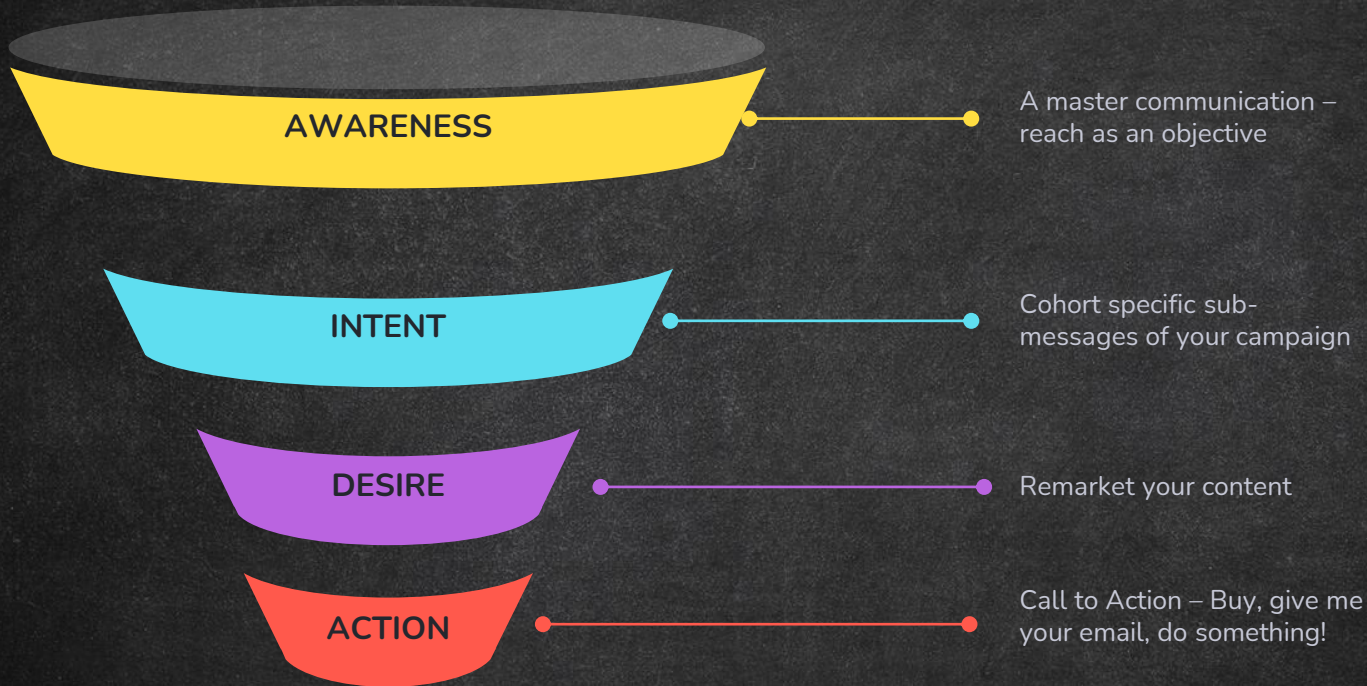 AWARENESS
A master communication –
reach as an objective
INTENT
Cohort specific sub-
messages of your campaign
DESIRE
Remarket your content
ACTION
Call to Action – Buy, give me
your email, do something!